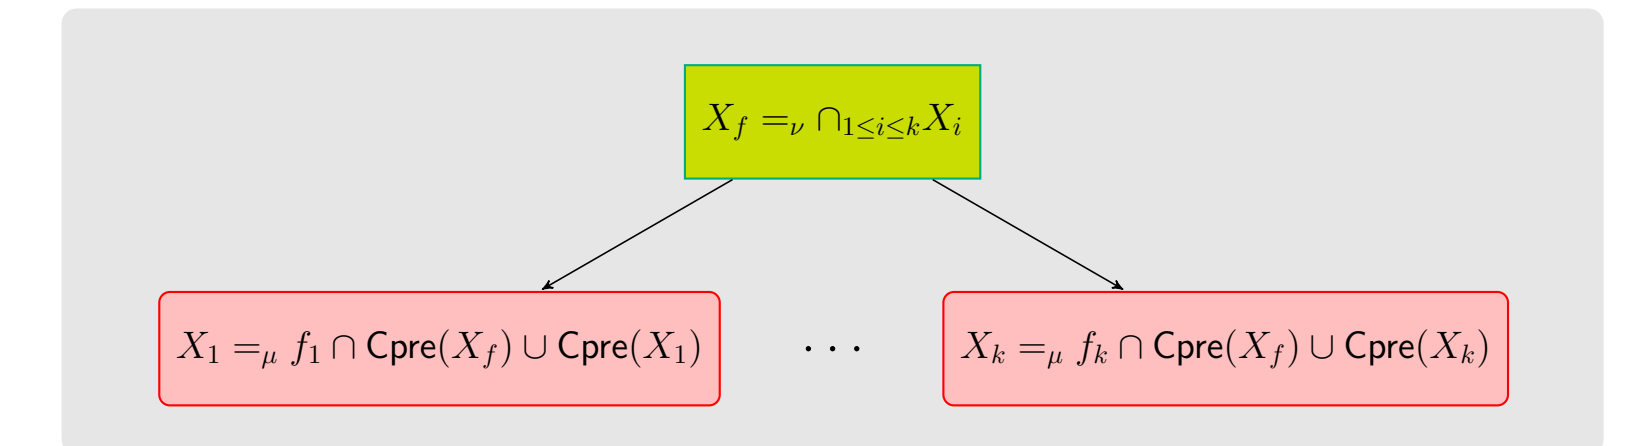 X_f =_ν ∩_{1≤i≤k} X_i
X_1 =_μ f_1 ∩ Cpre(X_f) ∪ Cpre(X_1) · · · X_k =_μ f_k ∩ Cpre(X_f) ∪ Cpre(X_k)